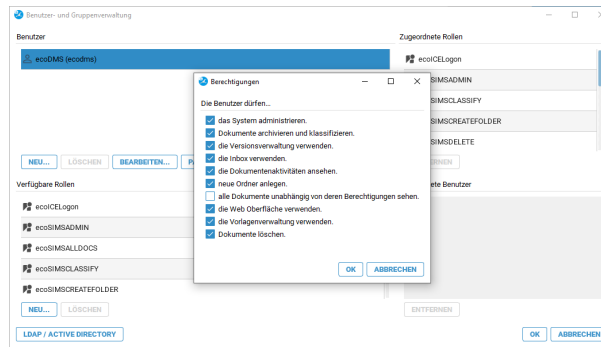 Benutzer- und Gruppenverwaltung
Benutzer
Zugeordnete Rollen
ecoDMS (ecodms)
ecoICELogon
SIMSADMIN
SIMSCLASSIFY
SIMSCREATEFOLDER
SIMSDELETE
NEU... LÖSCHEN BEARBEITEN...
Berechtigungen
Die Benutzer dürfen...
das System administrieren.
Dokumente archivieren und klassifizieren.
die Versionsverwaltung verwenden.
die Inbox verwenden.
die Dokumentenaktivitäten ansehen.
neue Ordner anlegen.
alle Dokumente unabhängig von deren Berechtigungen sehen.
die Web Oberfläche verwenden.
die Vorlagenverwaltung verwenden.
Dokumente löschen.
OK ABBRECHEN
Verfügbare Rollen
ete Benutzer
ecoICELogon
ecoSIMSADMIN
ecoSIMSALLDOCS
ecoSIMSCLASSIFY
ecoSIMSCREATEFOLDER
NEU... LÖSCHEN
ENTFERNEN
LDAP / ACTIVE DIRECTORY
OK ABBRECHEN